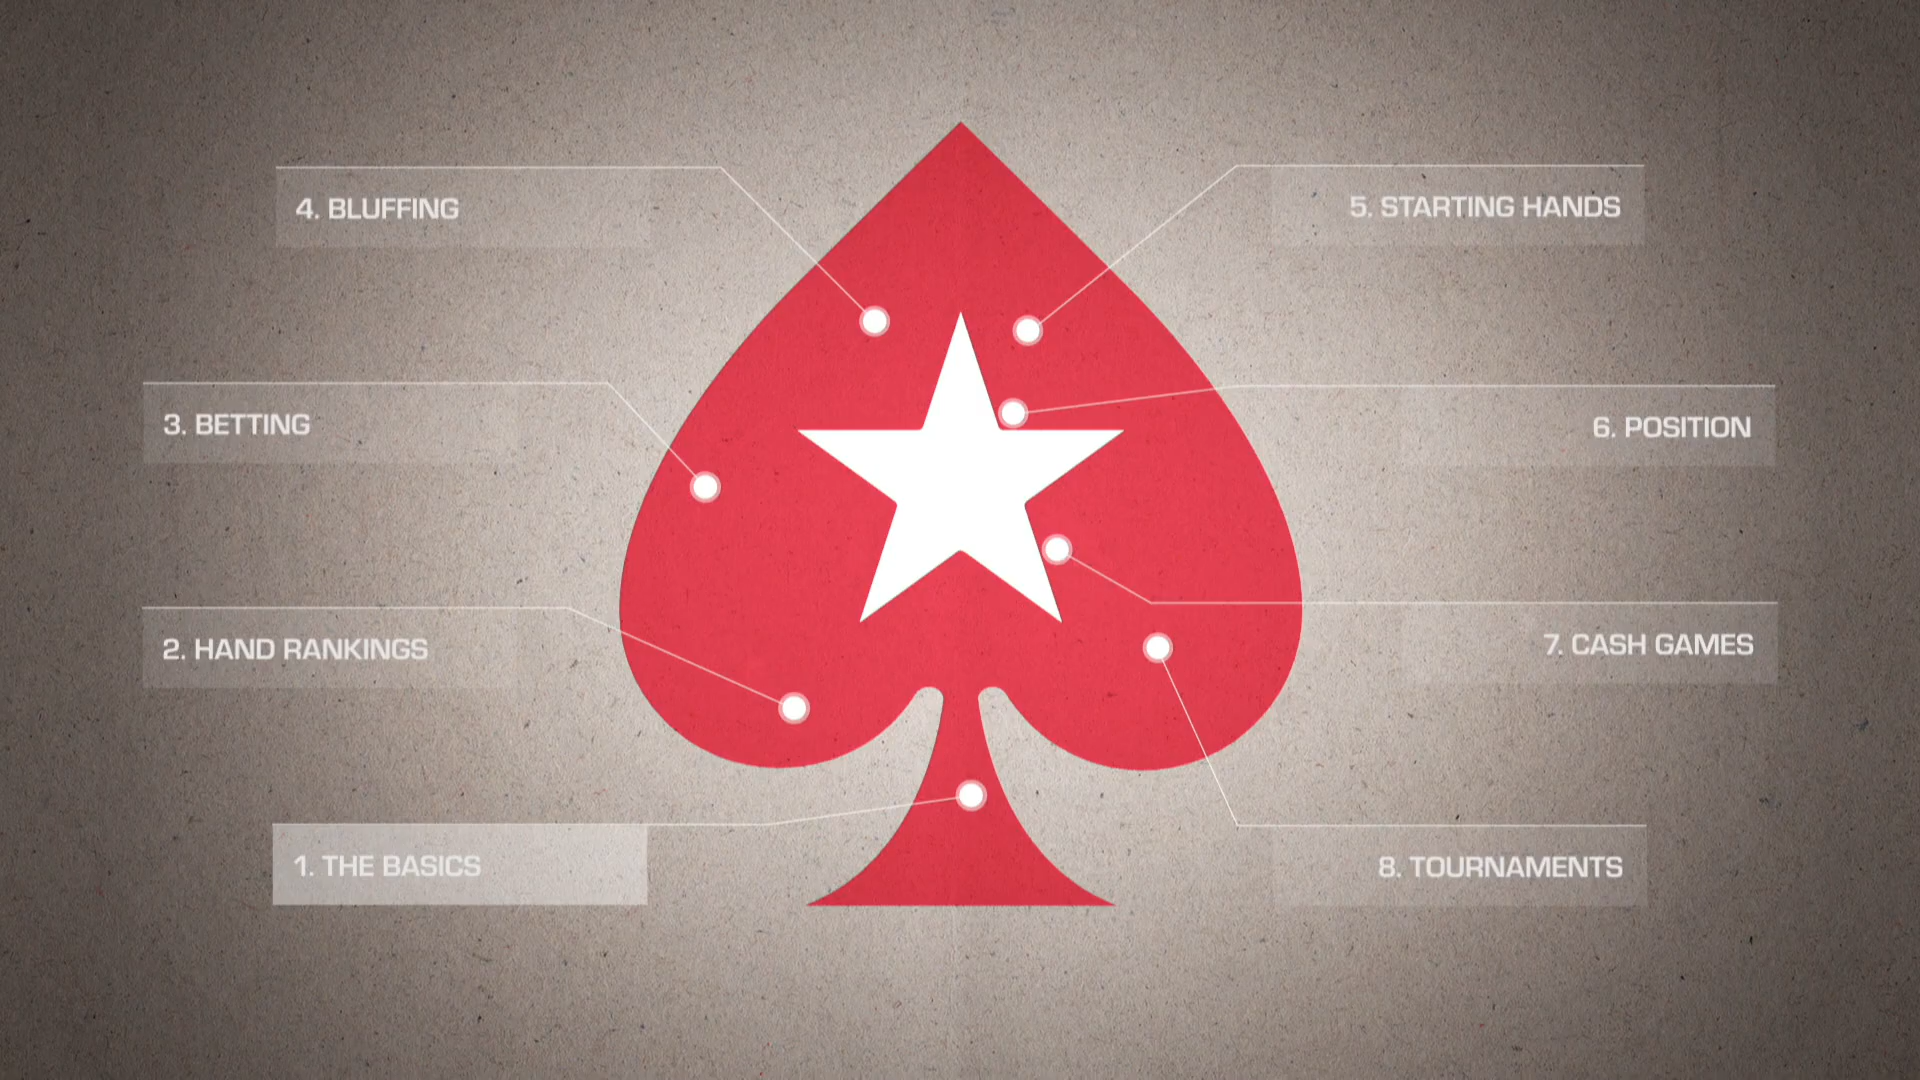 4. BLUFFING
5. STARTING HANDS
3. BETTING
6. POSITION
2. HAND RANKINGS
7. CASH GAMES
1. THE BASICS
8. TOURNAMENTS